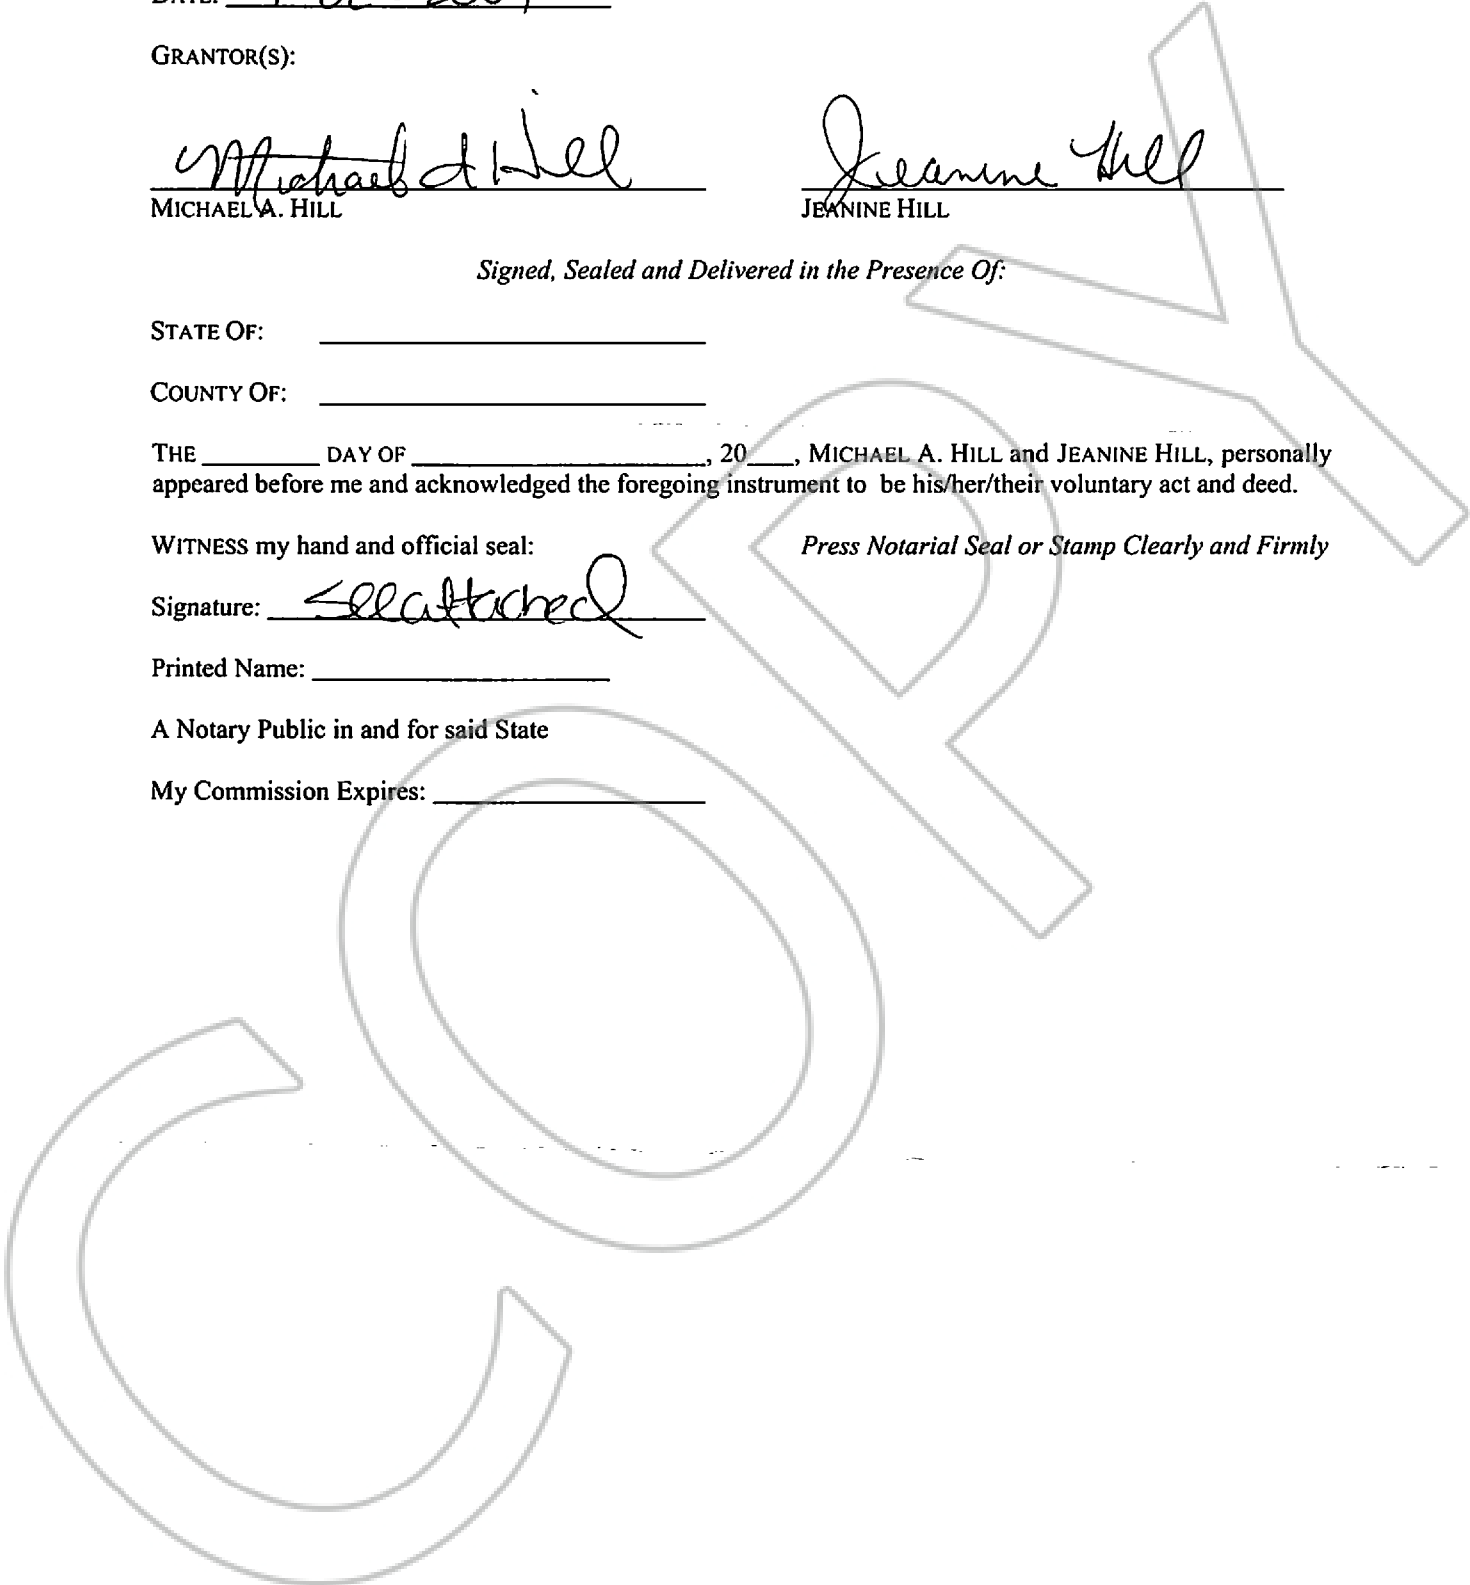 GRANTOR(S):
Michael A Hill Jeanine Hill
MICHAEL A. HILL JEANINE HILL
Signed, Sealed and Delivered in the Presence Of:
STATE OF:
COUNTY OF:
THE ________ DAY OF ____________________, 20___, MICHAEL A. HILL and JEANINE HILL, personally
appeared before me and acknowledged the foregoing instrument to be his/her/their voluntary act and deed.
WITNESS my hand and official seal: Press Notarial Seal or Stamp Clearly and Firmly
Signature: See attached
Printed Name:
A Notary Public in and for said State
My Commission Expires:
COPY